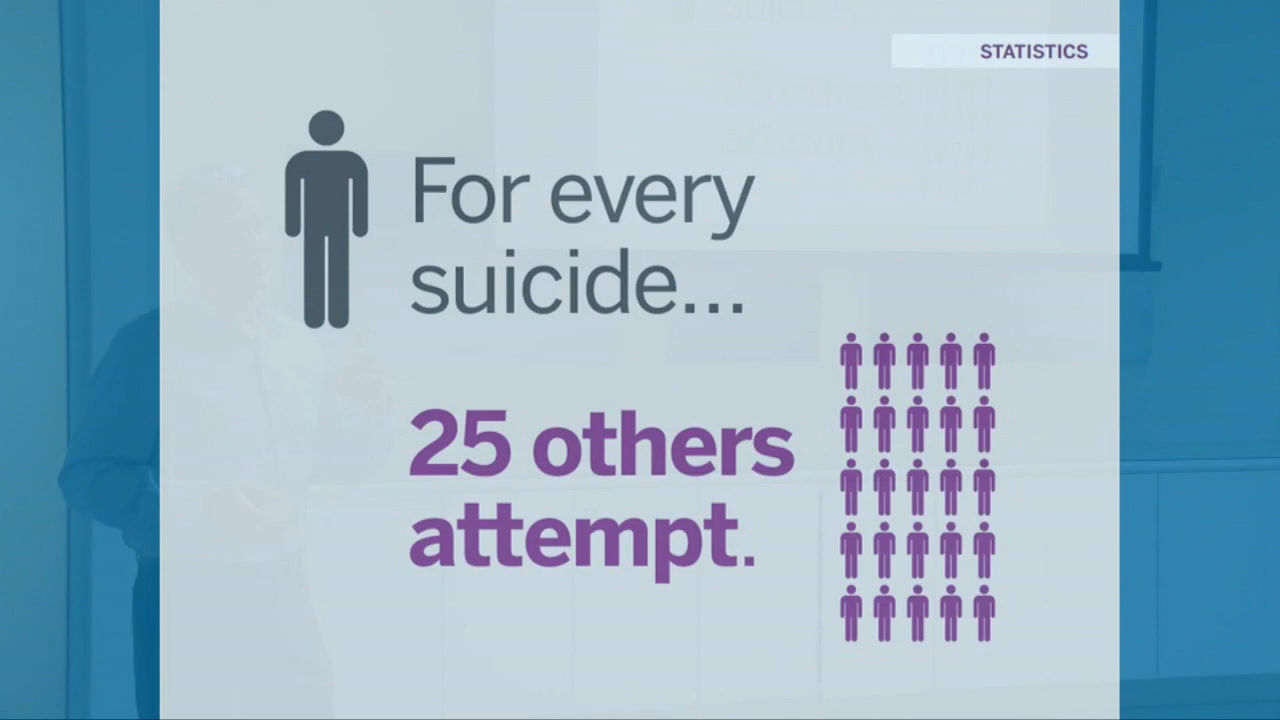 STATISTICS
For every
suicide...
25 others
attempt.